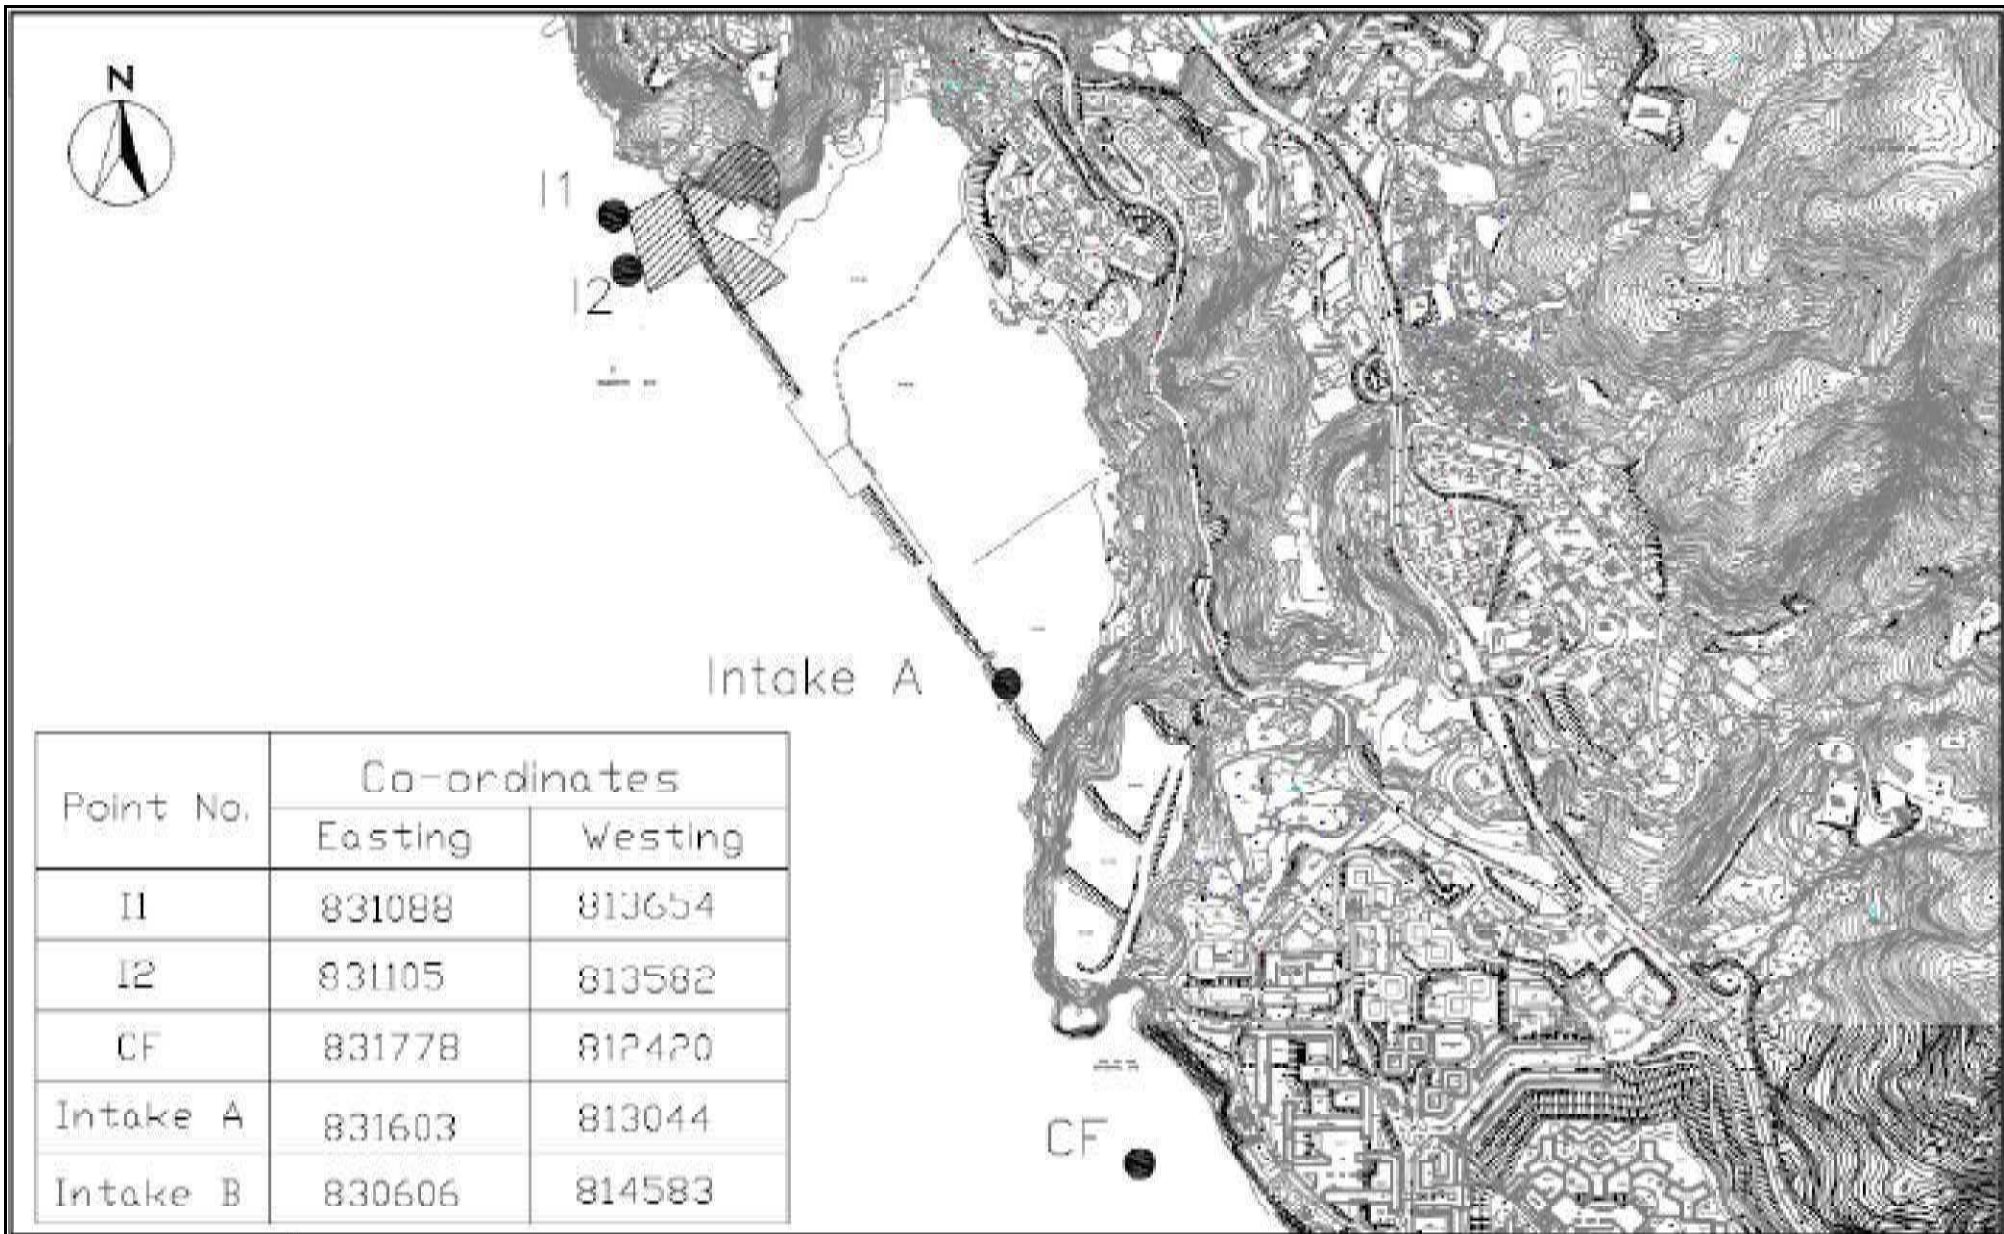 N
I1
I2
Intake A
CF
Point No.
Co-ordinates
Easting
Westing
I1
831088
813654
I2
831105
813582
CF
831778
812420
Intake A
831603
813044
Intake B
830606
814583